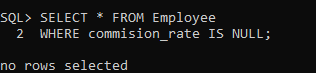 SQL> SELECT * FROM Employee
  2  WHERE commision_rate IS NULL;
no rows selected